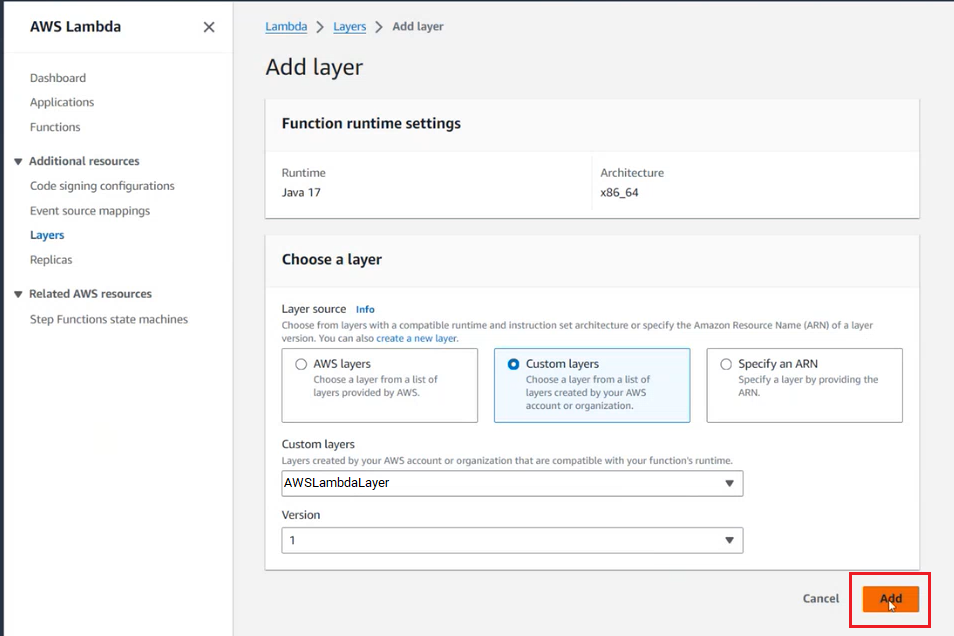 AWS Lambda
Dashboard
Applications
Functions
Additional resources
Code signing configurations
Event source mappings
Layers
Replicas
Related AWS resources
Step Functions state machines
Lambda > Layers > Add layer
Add layer
Function runtime settings
Runtime
Java 17
Architecture
x86_64
Choose a layer
Layer source Info
Choose from layers with a compatible runtime and instruction set architecture or specify the Amazon Resource Name (ARN) of a layer
version. You can also create a new layer.
AWS layers
Choose a layer from a list of
layers provided by AWS.
Custom layers
Choose a layer from a list of
layers created by your AWS
account or organization.
Specify an ARN
Specify a layer by providing the
ARN.
Custom layers
Layers created by your AWS account or organization that are compatible with your function's runtime.
AWSLambdaLayer
Version
1
Cancel
Add